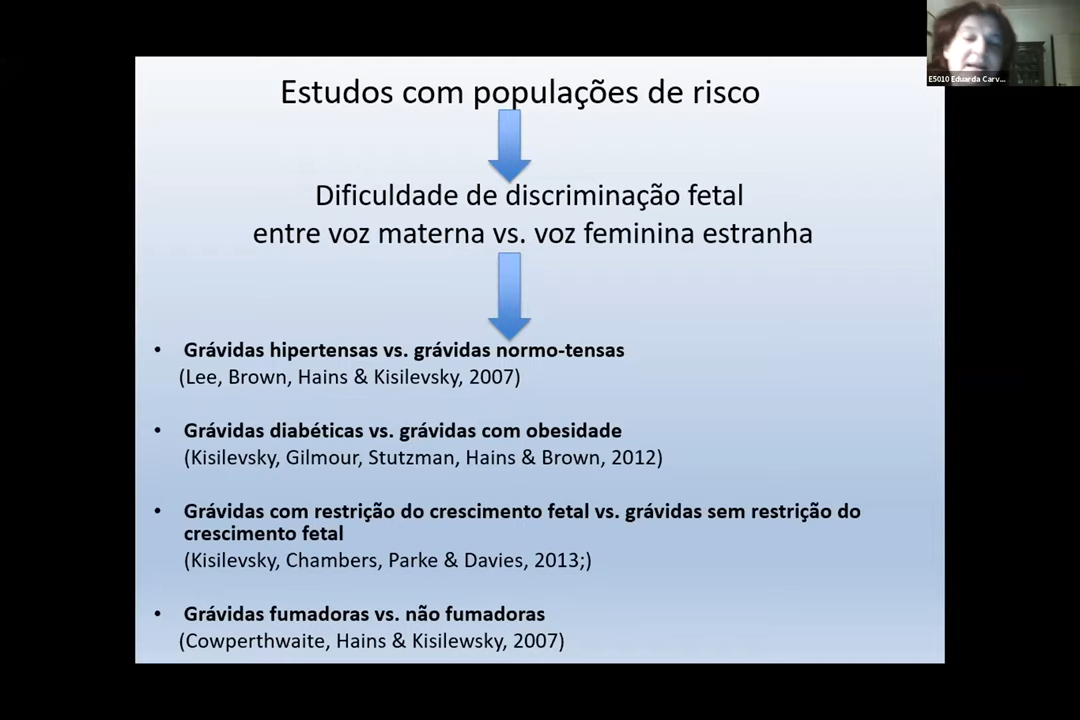 E5010 Eduarda Carv...
Estudos com populações de risco
Dificuldade de discriminação fetal
entre voz materna vs. voz feminina estranha
• Grávidas hipertensas vs. grávidas normo-tensas
(Lee, Brown, Hains & Kisilevsky, 2007)
• Grávidas diabéticas vs. grávidas com obesidade
(Kisilevsky, Gilmour, Stutzman, Hains & Brown, 2012)
• Grávidas com restrição do crescimento fetal vs. grávidas sem restrição do
crescimento fetal
(Kisilevsky, Chambers, Parke & Davies, 2013;)
• Grávidas fumadoras vs. não fumadoras
(Cowperthwaite, Hains & Kisilewsky, 2007)